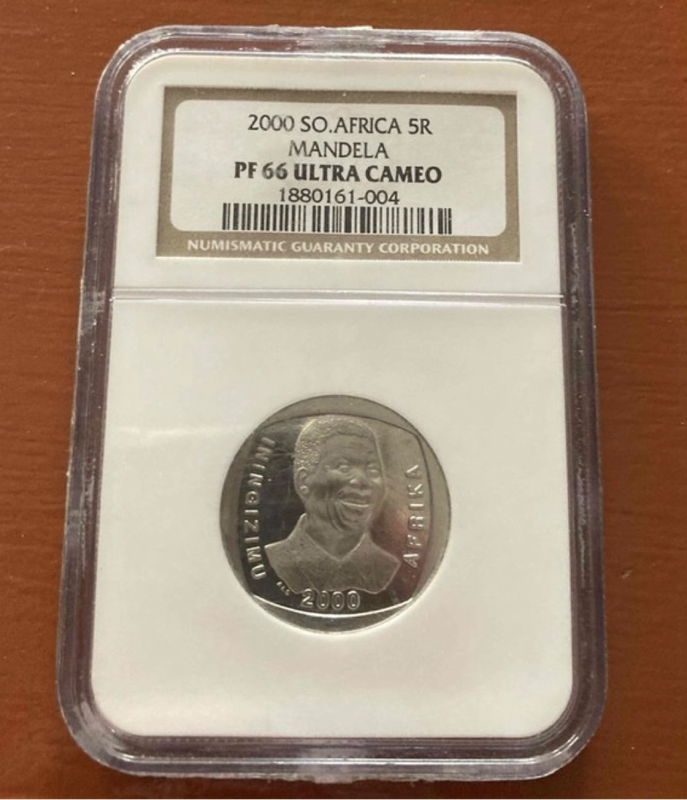 2000 SO.AFRICA 5R
MANDELA
PF 66 ULTRA CAMEO
1880161-004
NUMISMATIC GUARANTY CORPORATION
ININGIZIMU
AFRIKA
2000